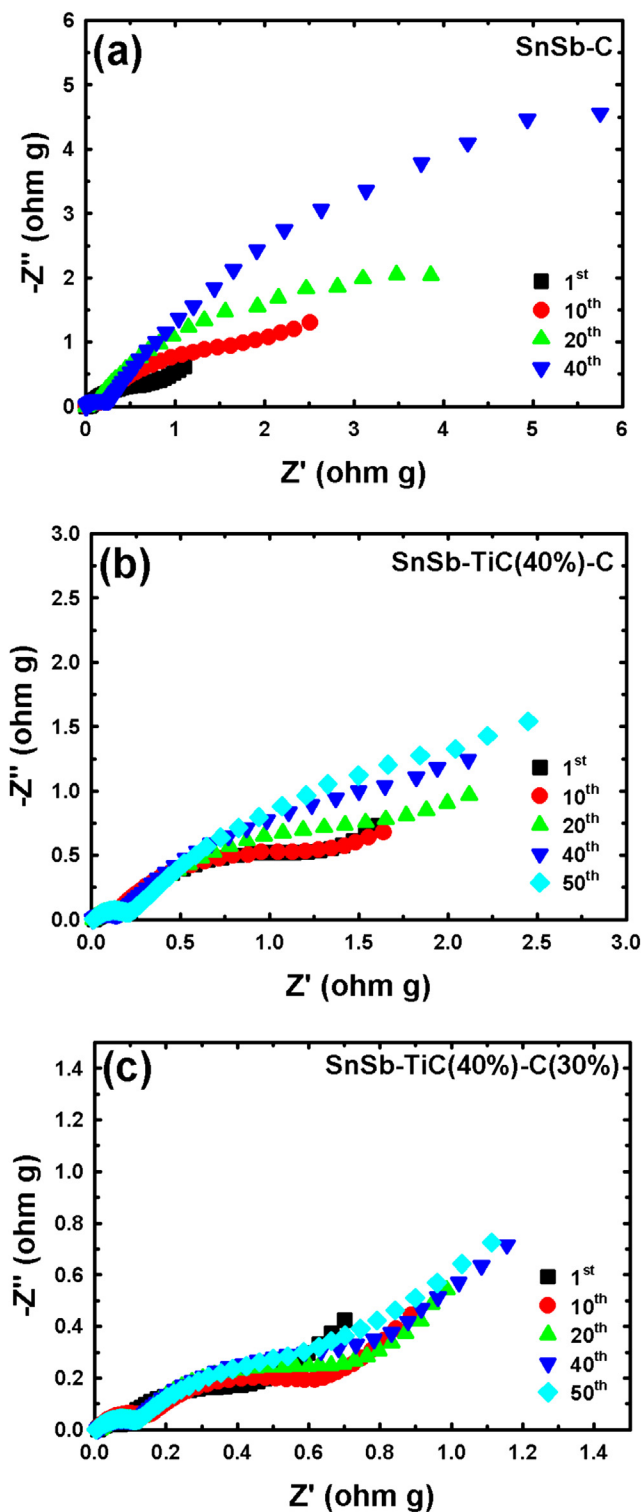 (a)
SnSb-C
6
5
4
3
2
1
0
-Z" (ohm g)
1st
10th
20th
40th
0 1 2 3 4 5 6
Z' (ohm g)
(b)
SnSb-TiC(40%)-C
3.0
2.5
2.0
1.5
1.0
0.5
0.0
-Z" (ohm g)
1st
10th
20th
40th
50th
0.0 0.5 1.0 1.5 2.0 2.5 3.0
Z' (ohm g)
(c)
SnSb-TiC(40%)-C(30%)
1.4
1.2
1.0
0.8
0.6
0.4
0.2
0.0
-Z" (ohm g)
1st
10th
20th
40th
50th
0.0 0.2 0.4 0.6 0.8 1.0 1.2 1.4
Z' (ohm g)